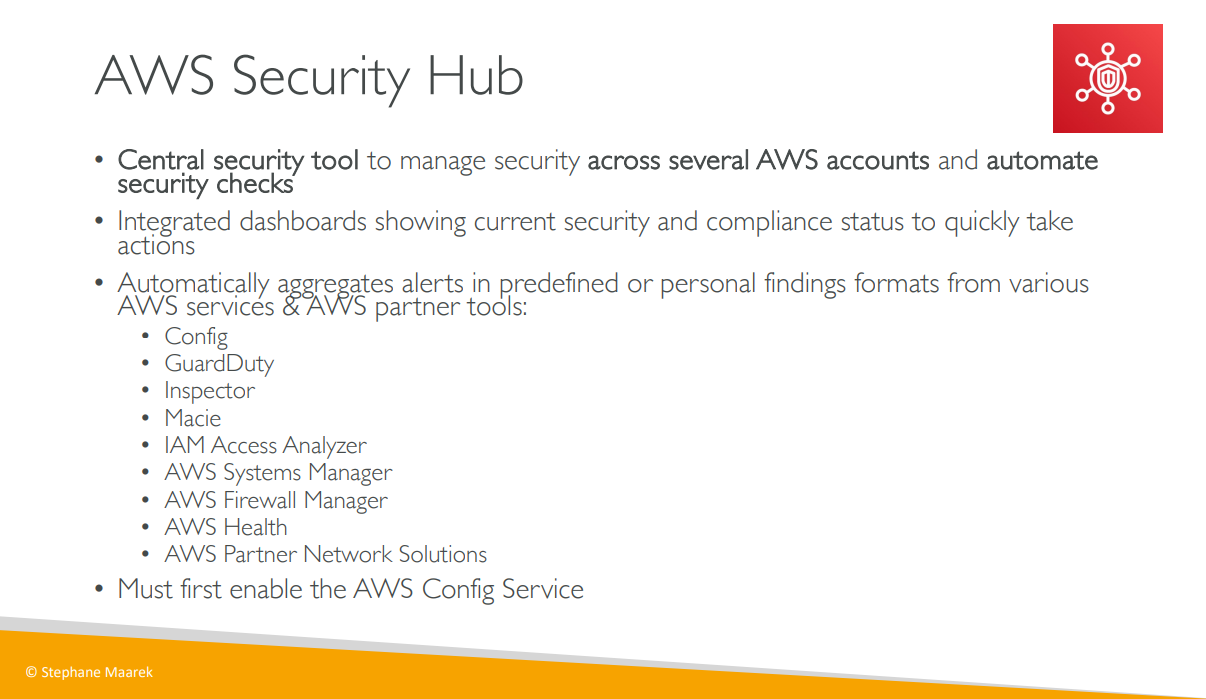 AWS Security Hub
• Central security tool to manage security across several AWS accounts and automate
security checks
• Integrated dashboards showing current security and compliance status to quickly take
actions
• Automatically aggregates alerts in predefined or personal findings formats from various
AWS services & AWS partner tools:
• Config
• GuardDuty
• Inspector
• Macie
• IAM Access Analyzer
• AWS Systems Manager
• AWS Firewall Manager
• AWS Health
• AWS Partner Network Solutions
• Must first enable the AWS Config Service
© Stephane Maarek